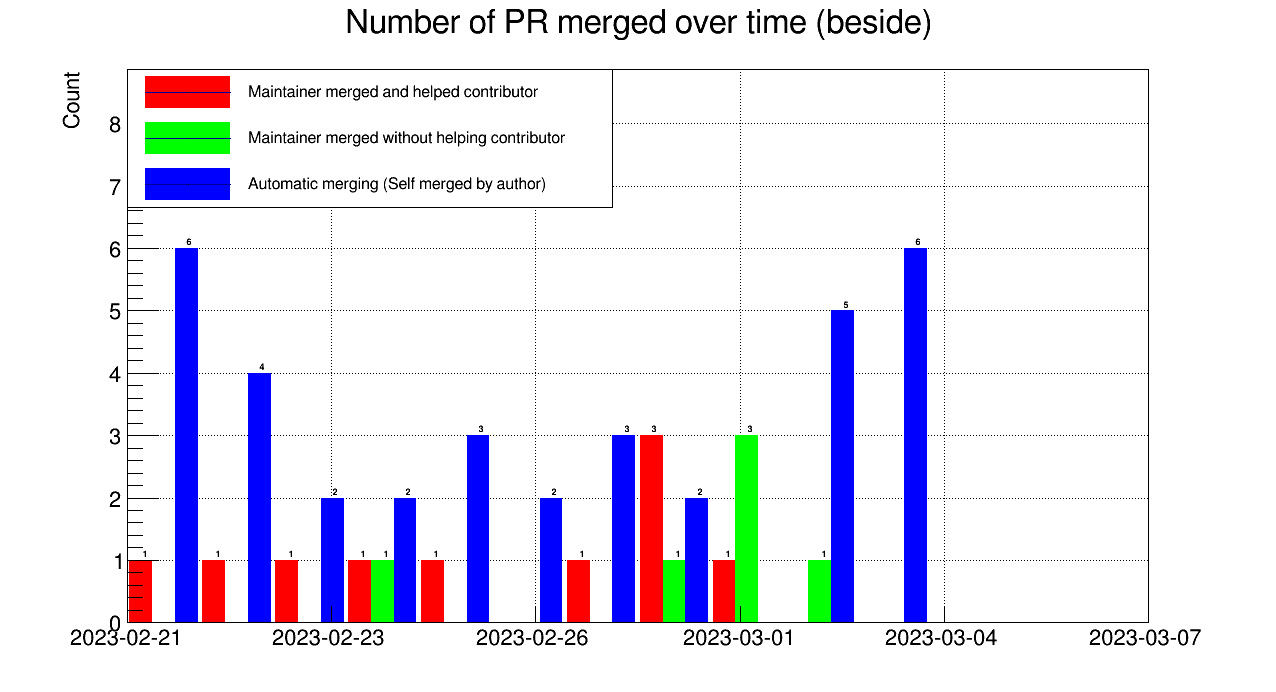 Number of PR merged over time (beside)
Count
Maintainer merged and helped contributor
Maintainer merged without helping contributor
Automatic merging (Self merged by author)
8
7
6
5
4
3
2
1
0
1 6 1 4 1 2 1 1 2 1 3 2 1 3 3 1 2 1 3 1 5 6
2023-02-21 2023-02-23 2023-02-26 2023-03-01 2023-03-04 2023-03-07